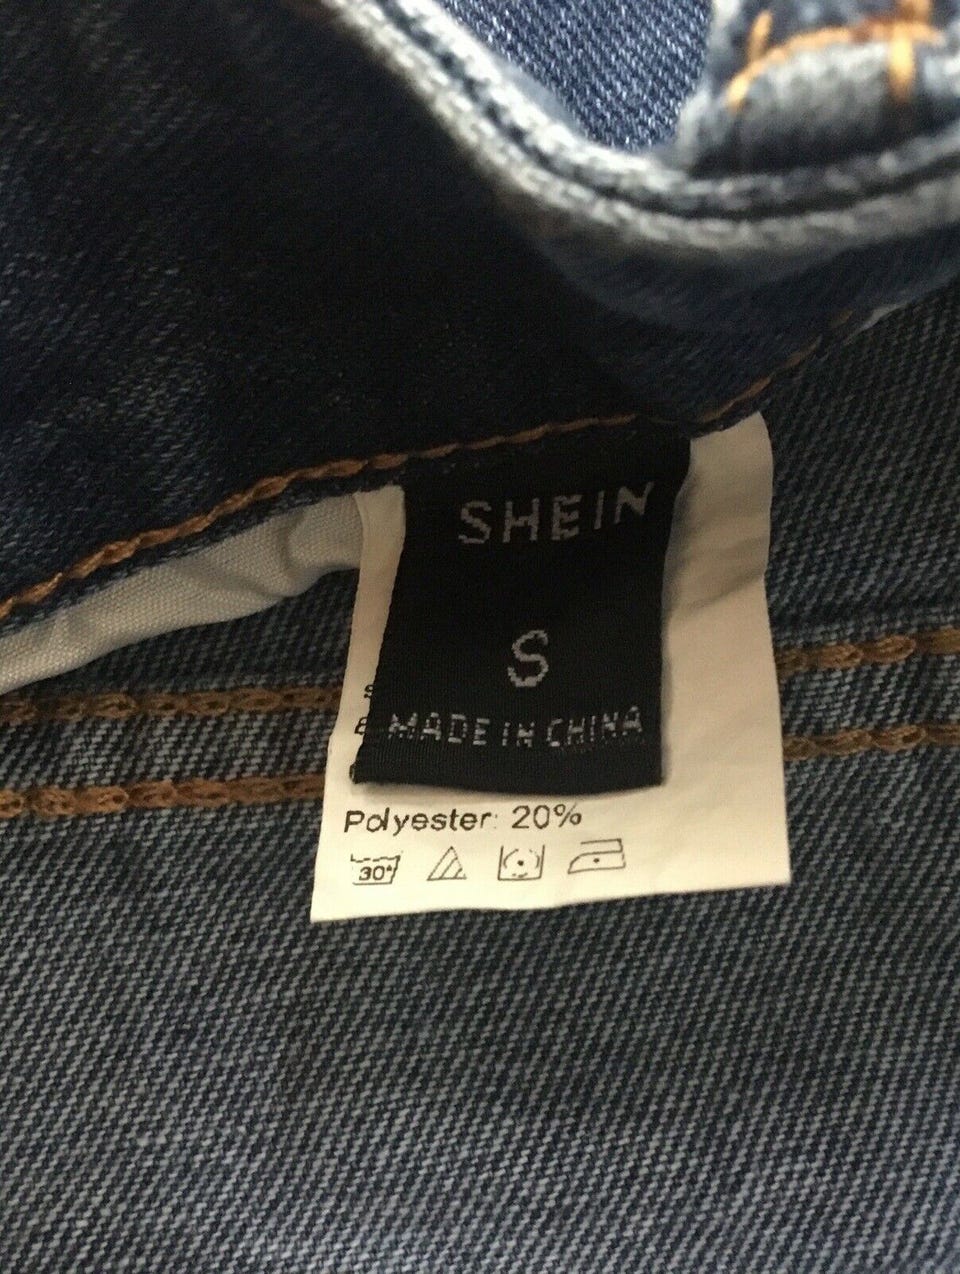 SHEIN
S
MADE IN CHINA
Polyester: 20%
30°